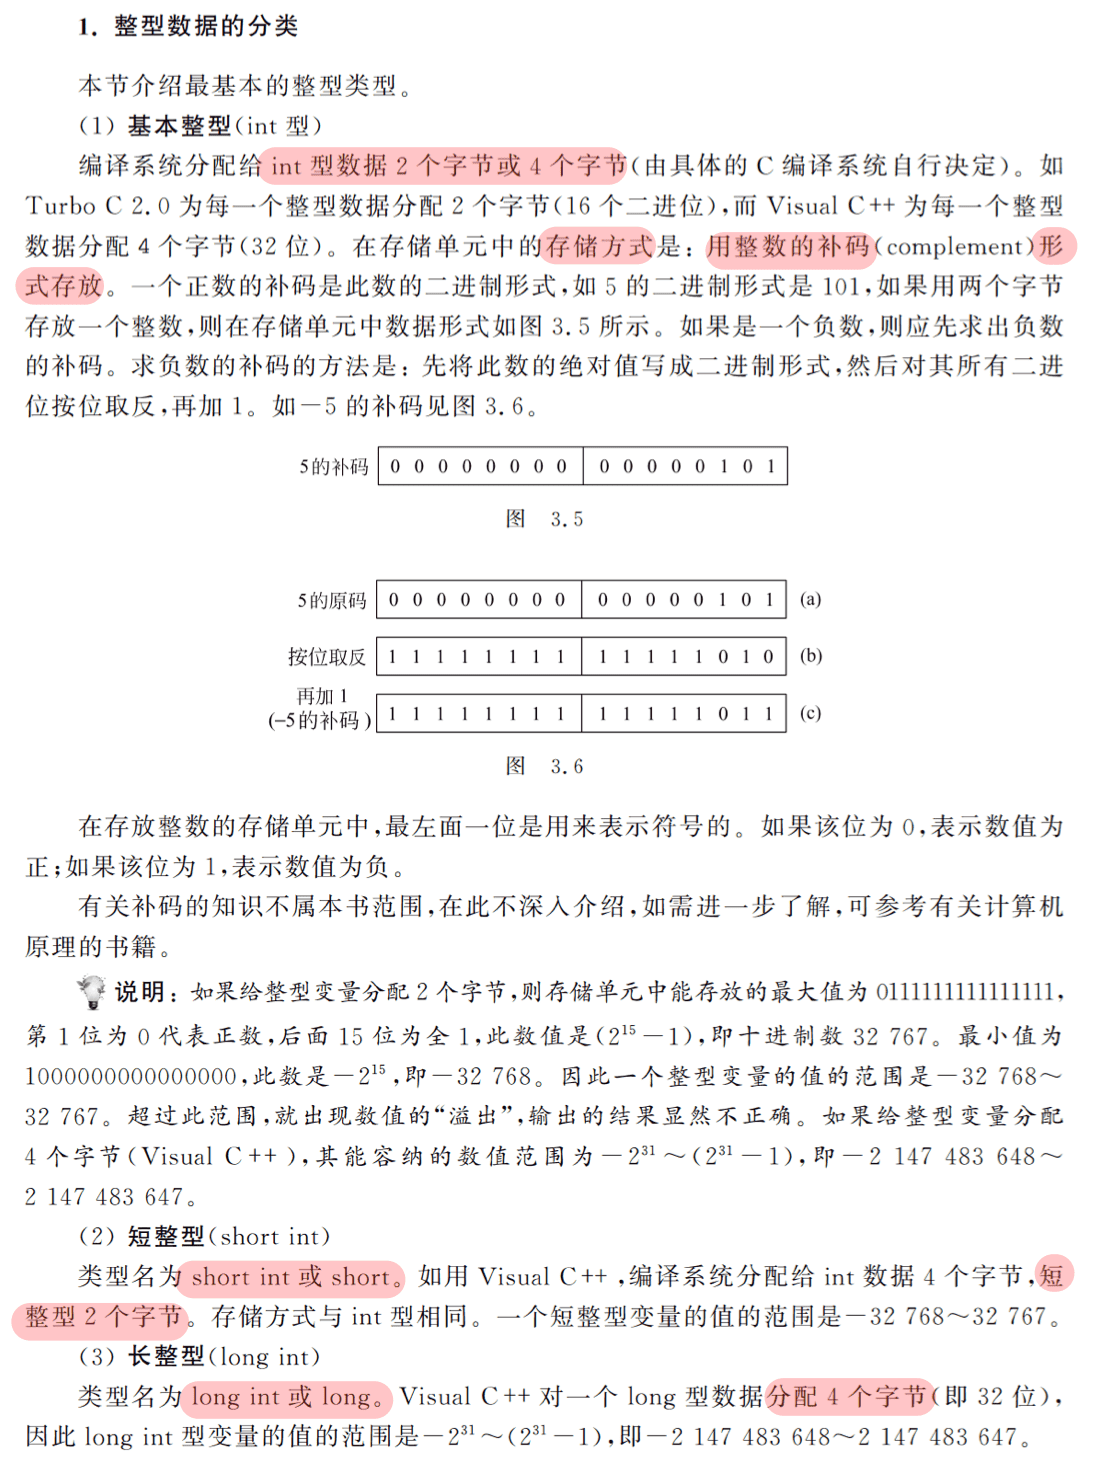 1. 整型数据的分类
本节介绍最基本的整型类型。
(1) 基本整型(int 型)
编译系统分配给 int 型数据 2 个字节或 4 个字节(由具体的 C 编译系统自行决定)。如
Turbo C 2.0 为每一个整型数据分配 2 个字节(16 个二进位),而 Visual C++ 为每一个整型
数据分配 4 个字节(32 位)。在存储单元中的存储方式是：用整数的补码(complement)形
式存放。一个正数的补码是此数的二进制形式,如 5 的二进制形式是 101,如果用两个字节
存放一个整数,则在存储单元中数据形式如图 3.5 所示。如果是一个负数,则应先求出负数
的补码。求负数的补码的方法是：先将此数的绝对值写成二进制形式,然后对其所有二进
位按位取反,再加 1。如－5 的补码见图 3.6。
5的补码 0 0 0 0 0 0 0 0 0 0 0 0 0 1 0 1
图 3.5
5的原码 0 0 0 0 0 0 0 0 0 0 0 0 0 1 0 1 (a)
按位取反 1 1 1 1 1 1 1 1 1 1 1 1 1 0 1 0 (b)
再加 1
(–5的补码) 1 1 1 1 1 1 1 1 1 1 1 1 1 0 1 1 (c)
图 3.6
在存放整数的存储单元中,最左面一位是用来表示符号的。如果该位为 0,表示数值为
正;如果该位为 1,表示数值为负。
有关补码的知识不属本书范围,在此不深入介绍,如需进一步了解,可参考有关计算机
原理的书籍。
说明：如果给整型变量分配 2 个字节,则存储单元中能存放的最大值为 0111111111111111,
第 1 位为 0 代表正数,后面 15 位为全 1,此数值是(2¹⁵－1),即十进制数 32 767。最小值为
1000000000000000,此数是－2¹⁵,即－32 768。因此一个整型变量的值的范围是－32 768～
32 767。超过此范围,就出现数值的“溢出”,输出的结果显然不正确。如果给整型变量分配
4 个字节(Visual C++),其能容纳的数值范围为－2³¹～(2³¹－1),即－2 147 483 648～
2 147 483 647。
(2) 短整型(short int)
类型名为 short int 或 short。如用 Visual C++,编译系统分配给 int 数据 4 个字节,短
整型 2 个字节。存储方式与 int 型相同。一个短整型变量的值的范围是－32 768～32 767。
(3) 长整型(long int)
类型名为 long int 或 long。Visual C++ 对一个 long 型数据分配 4 个字节(即 32 位),
因此 long int 型变量的值的范围是－2³¹～(2³¹－1),即－2 147 483 648～2 147 483 647。